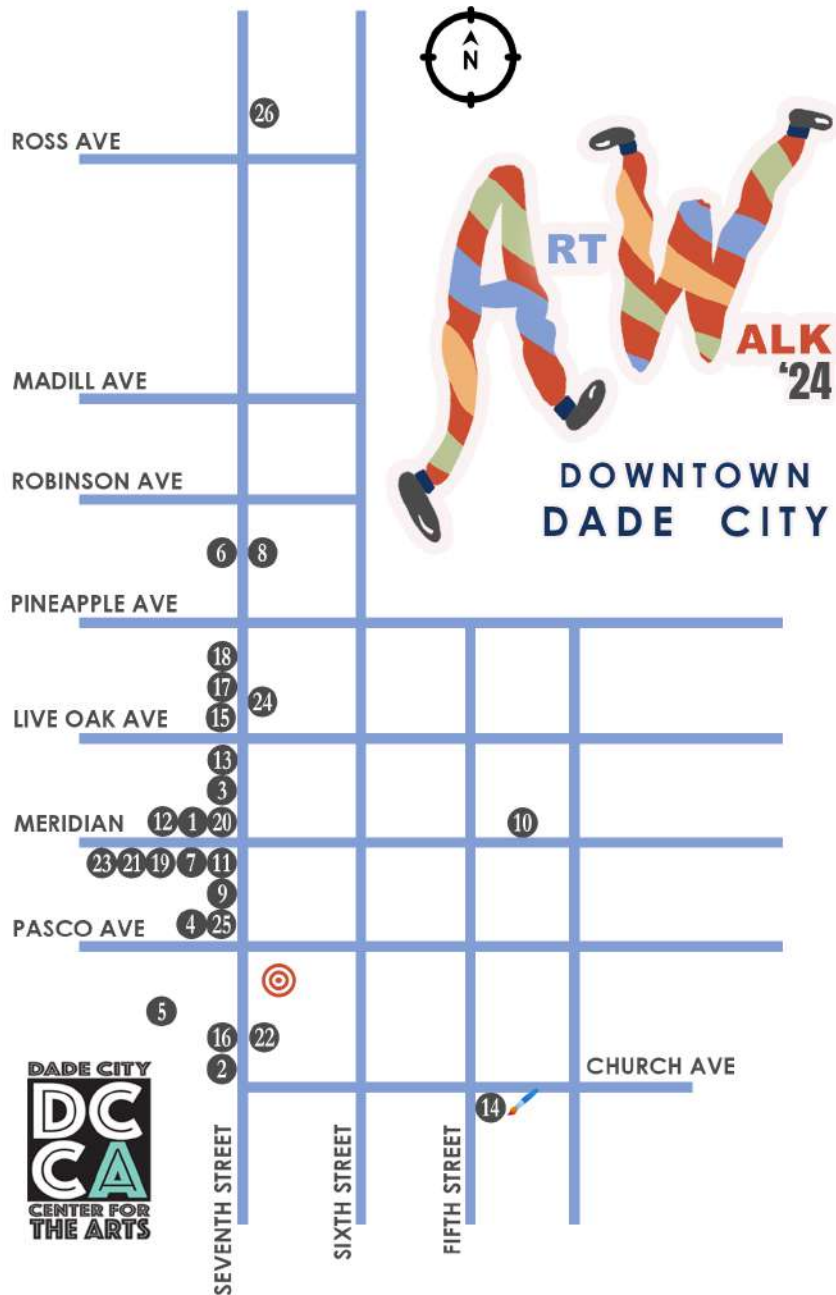 N
26
ROSS AVE
ART WALK
'24
MADILL AVE
DOWNTOWN
DADE CITY
ROBINSON AVE
6 8
PINEAPPLE AVE
18
17
24
15
LIVE OAK AVE
13
3
12 1 20
10
MERIDIAN
23 21 19 7 11
9
4 25
PASCO AVE
5
16 22
2
CHURCH AVE
14
DADE CITY
DC
CA
CENTER FOR
THE ARTS
SEVENTH STREET
SIXTH STREET
FIFTH STREET